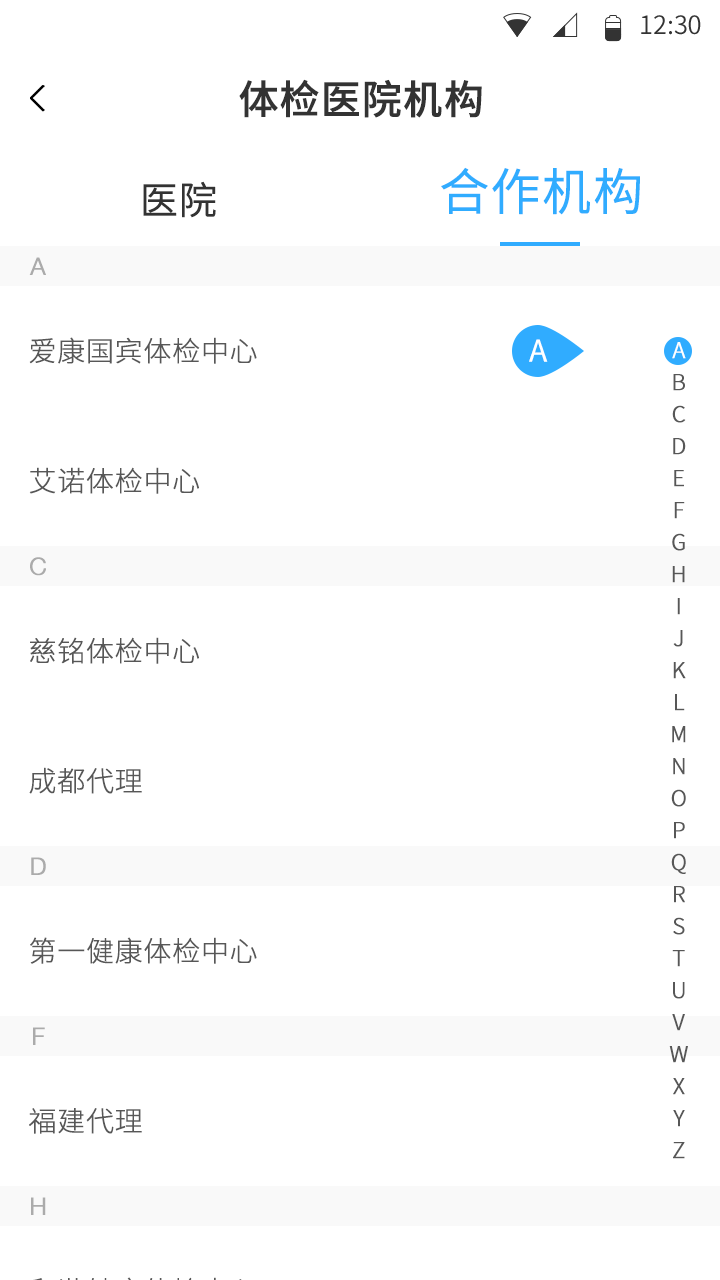 12:30
体检医院机构
医院
合作机构
A
爱康国宾体检中心
A
A
B
C
D
E
F
G
H
I
J
K
L
M
N
O
P
Q
R
S
T
U
V
W
X
Y
Z
艾诺体检中心
C
慈铭体检中心
成都代理
D
第一健康体检中心
F
福建代理
H